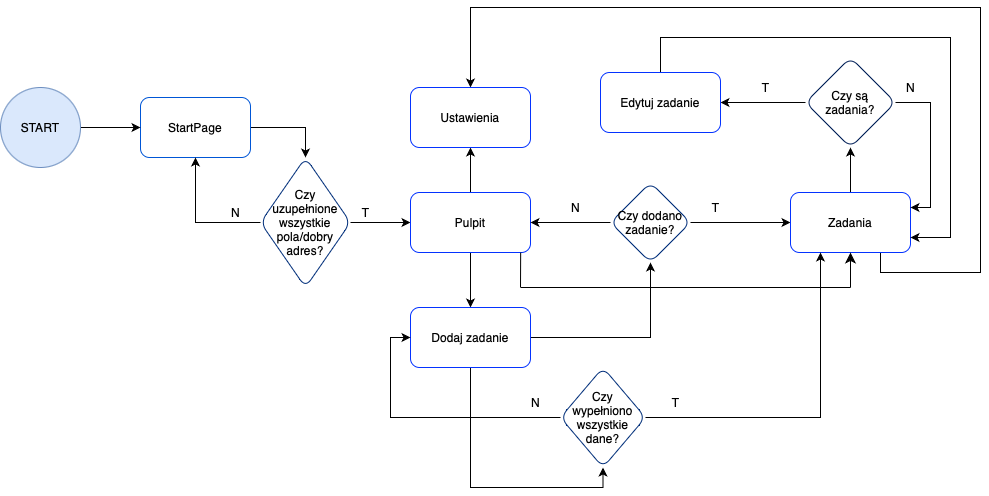 START
StartPage
Czy
uzupełnione
wszystkie
pola/dobry
adres?
N
T
Ustawienia
Pulpit
Dodaj zadanie
N
Czy dodano
zadanie?
T
Edytuj zadanie
T
Czy są
zadania?
N
Zadania
N
Czy
wypełniono
wszystkie
dane?
T